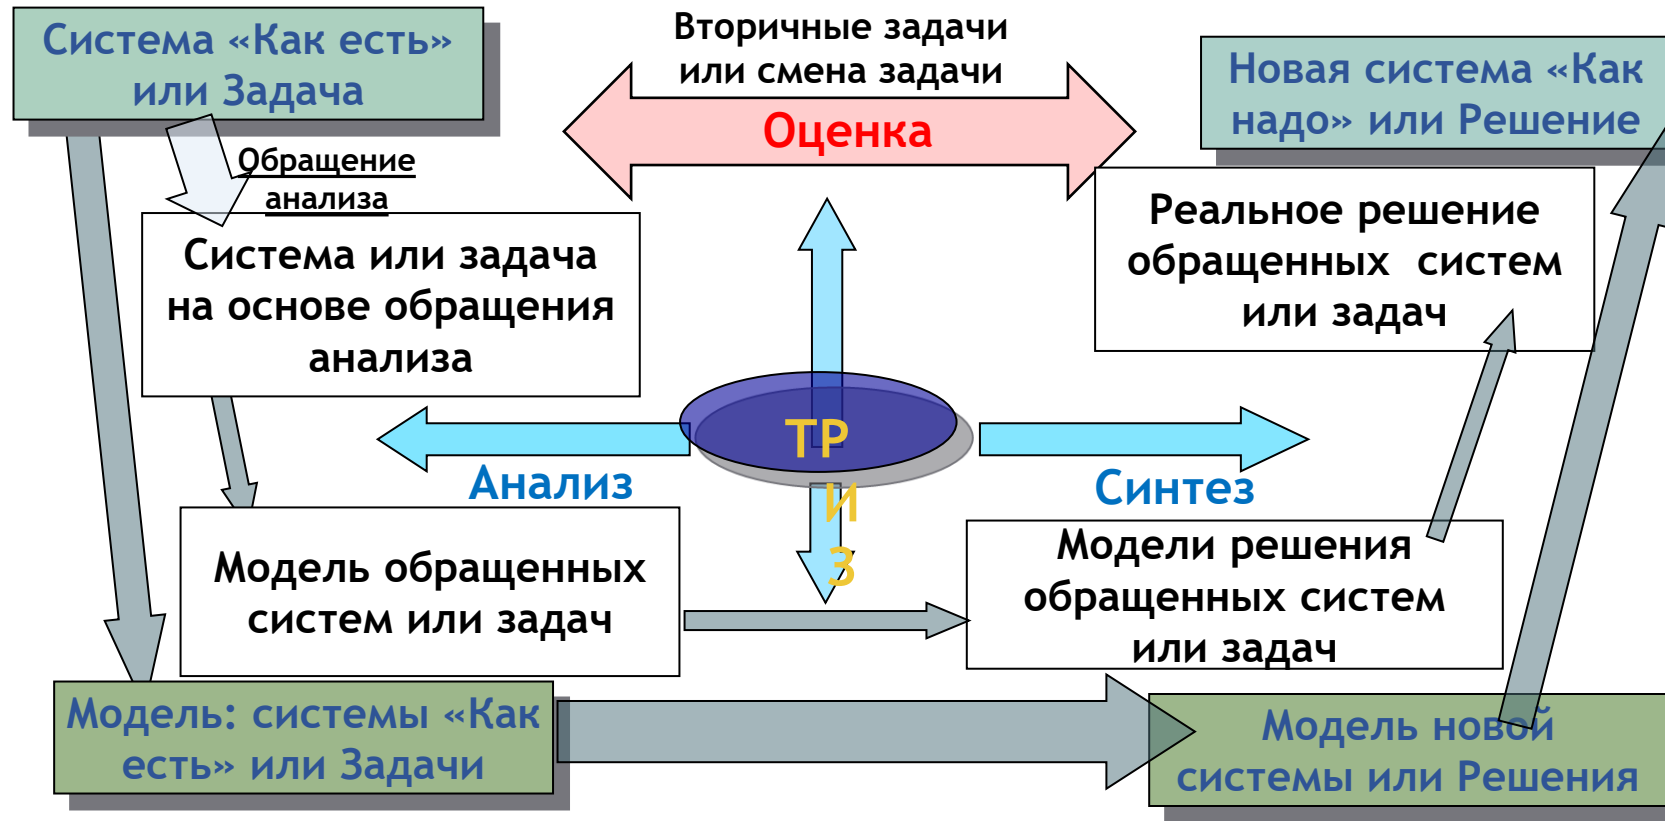 Система «Как есть»
или Задача
Вторичные задачи
или смена задачи
Оценка
Новая система «Как
надо» или Решение
Обращение
анализа
Система или задача
на основе обращения
анализа
Реальное решение
обращенных систем
или задач
ТР
И
З
Анализ
Синтез
Модель обращенных
систем или задач
Модели решения
обращенных систем
или задач
Модель: системы «Как
есть» или Задачи
Модель новой
системы или Решения